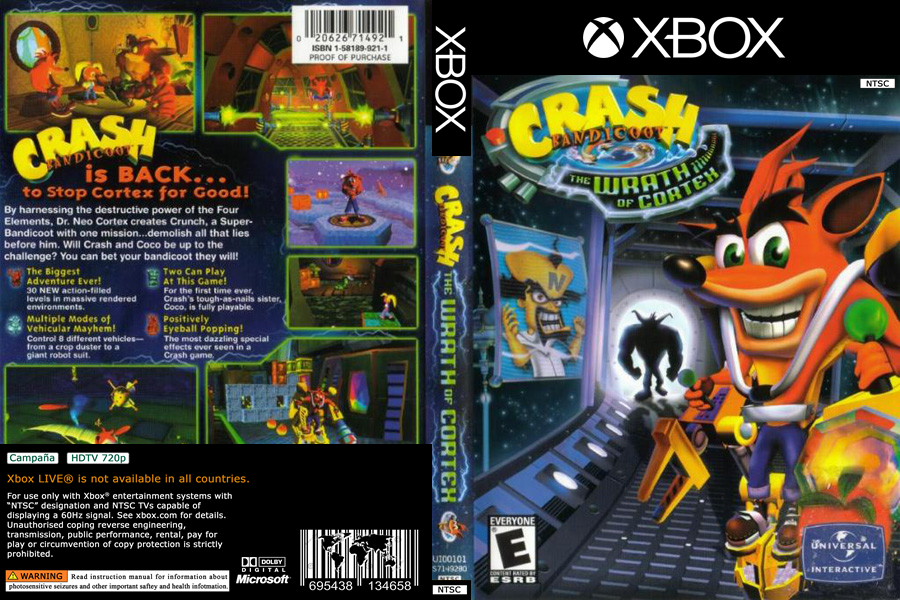 0 20626 71492 1
ISBN 1-58189-921-1
PROOF OF PURCHASE
CRASH
BANDICOOT
is BACK...
to Stop Cortex for Good!
By harnessing the destructive power of the Four
Elements, Dr. Neo Cortex creates Crunch, a Super-
Bandicoot with one mission...demolish all that lies
before him. Will Crash and Coco be up to the
challenge? You can bet your bandicoot they will!
The Biggest
Adventure Ever!
30 NEW action-filled
levels in massive rendered
environments.
Two Can Play
At This Game!
For the first time ever,
Crash's tough-as-nails sister,
Coco, is fully playable.
Multiple Modes of
Vehicular Mayhem!
Control 8 different vehicles—
from a crop duster to a
giant robot suit.
Positively
Eyeball Popping!
The most dazzling special
effects ever seen in a
Crash game.
Campaña
HDTV 720p
Xbox LIVE® is not available in all countries.
For use only with Xbox® entertainment systems with
“NTSC” designation and NTSC TVs capable of
displaying a 60Hz signal. See xbox.com for details.
Unauthorised coping reverse engineering,
transmission, public performance, rental, pay for
play or circumvention of copy protection is strictly
prohibited.
WARNING Read instruction manual for information about
photosensitive seizures and other important saftey and health infotmation.
DOLBY
DIGITAL
Microsoft
695438 134658
XBOX
CRASH
BANDICOOT
THE WRATH OF CORTEX
UI00101
57149280
NTSC
XBOX
NTSC
CRASH
BANDICOOT
THE WRATH
OF CORTEX
N
EVERYONE
E
CONTENT RATED BY
ESRB
UNIVERSAL
INTERACTIVE™